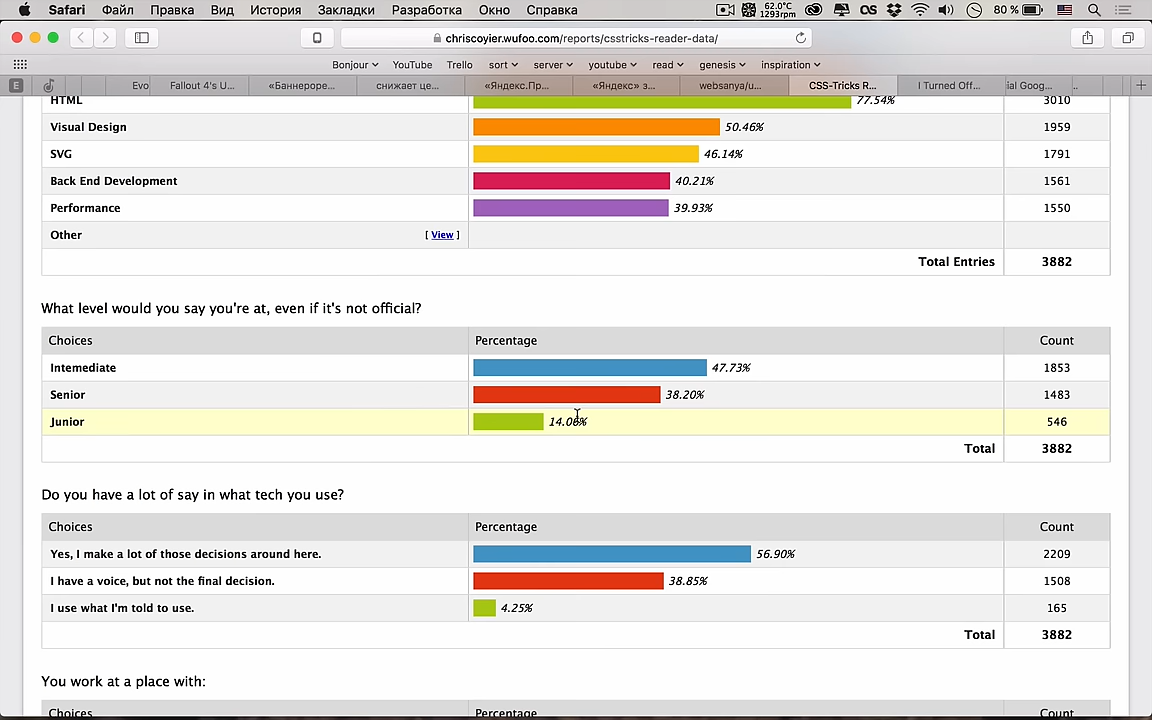 Safari Файл Правка Вид История Закладки Разработка Окно Справка 62.0°C 1293rpm 80 %
chriscoyier.wufoo.com/reports/csstricks-reader-data/
Bonjour YouTube Trello sort server youtube read genesis inspiration
E Evo Fallout 4's U... «Баннероре... снижает це... «Яндекс.Пр... «Яндекс» з... websanya/u... CSS-Tricks R... I Turned Off... ial Goog...
HTML 77.54% 3010
Visual Design 50.46% 1959
SVG 46.14% 1791
Back End Development 40.21% 1561
Performance 39.93% 1550
Other [ View ]
Total Entries 3882
What level would you say you're at, even if it's not official?
Choices Percentage Count
Intemediate 47.73% 1853
Senior 38.20% 1483
Junior 14.06% 546
Total 3882
Do you have a lot of say in what tech you use?
Choices Percentage Count
Yes, I make a lot of those decisions around here. 56.90% 2209
I have a voice, but not the final decision. 38.85% 1508
I use what I'm told to use. 4.25% 165
Total 3882
You work at a place with:
Choices Percentage Count